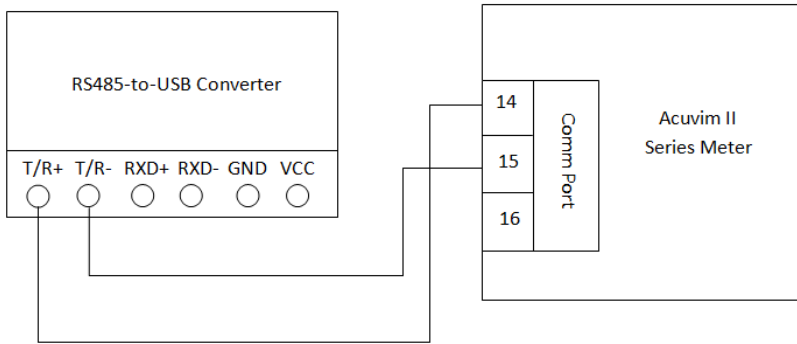 RS485-to-USB Converter
T/R+ T/R- RXD+ RXD- GND VCC
14
15
16
Comm Port
Acuvim II
Series Meter